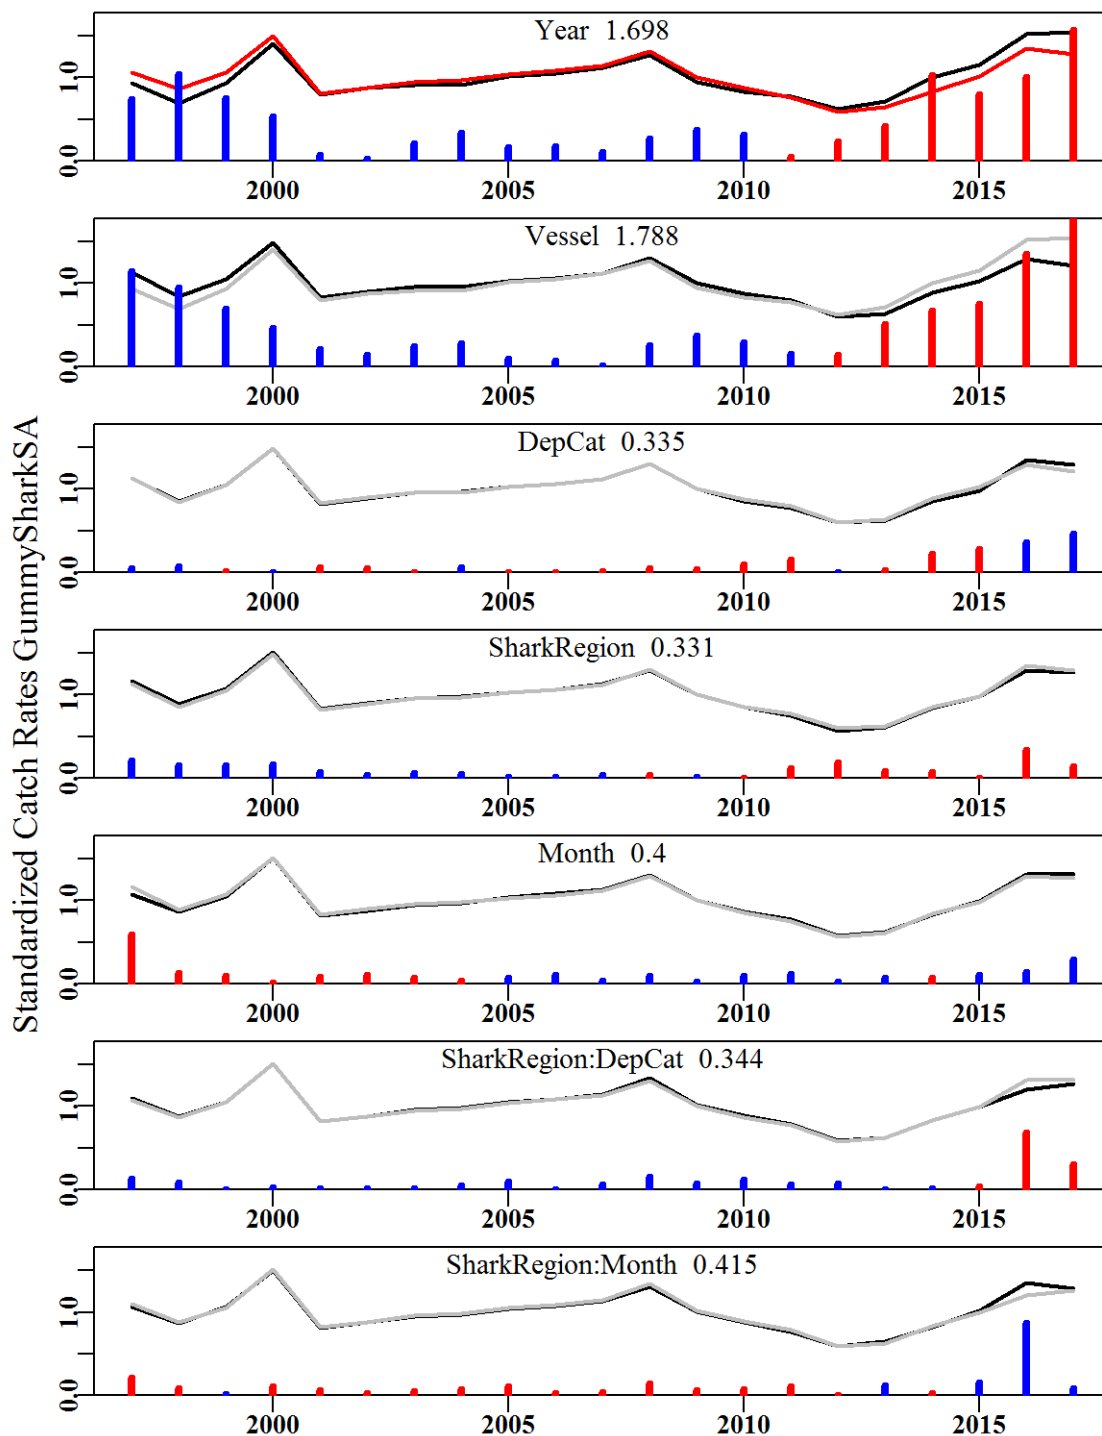 Standardized Catch Rates GummySharkSA
Year 1.698
1.0
0.0
2000 2005 2010 2015
Vessel 1.788
1.0
0.0
2000 2005 2010 2015
DepCat 0.335
1.0
0.0
2000 2005 2010 2015
SharkRegion 0.331
1.0
0.0
2000 2005 2010 2015
Month 0.4
1.0
0.0
2000 2005 2010 2015
SharkRegion:DepCat 0.344
1.0
0.0
2000 2005 2010 2015
SharkRegion:Month 0.415
1.0
0.0
2000 2005 2010 2015